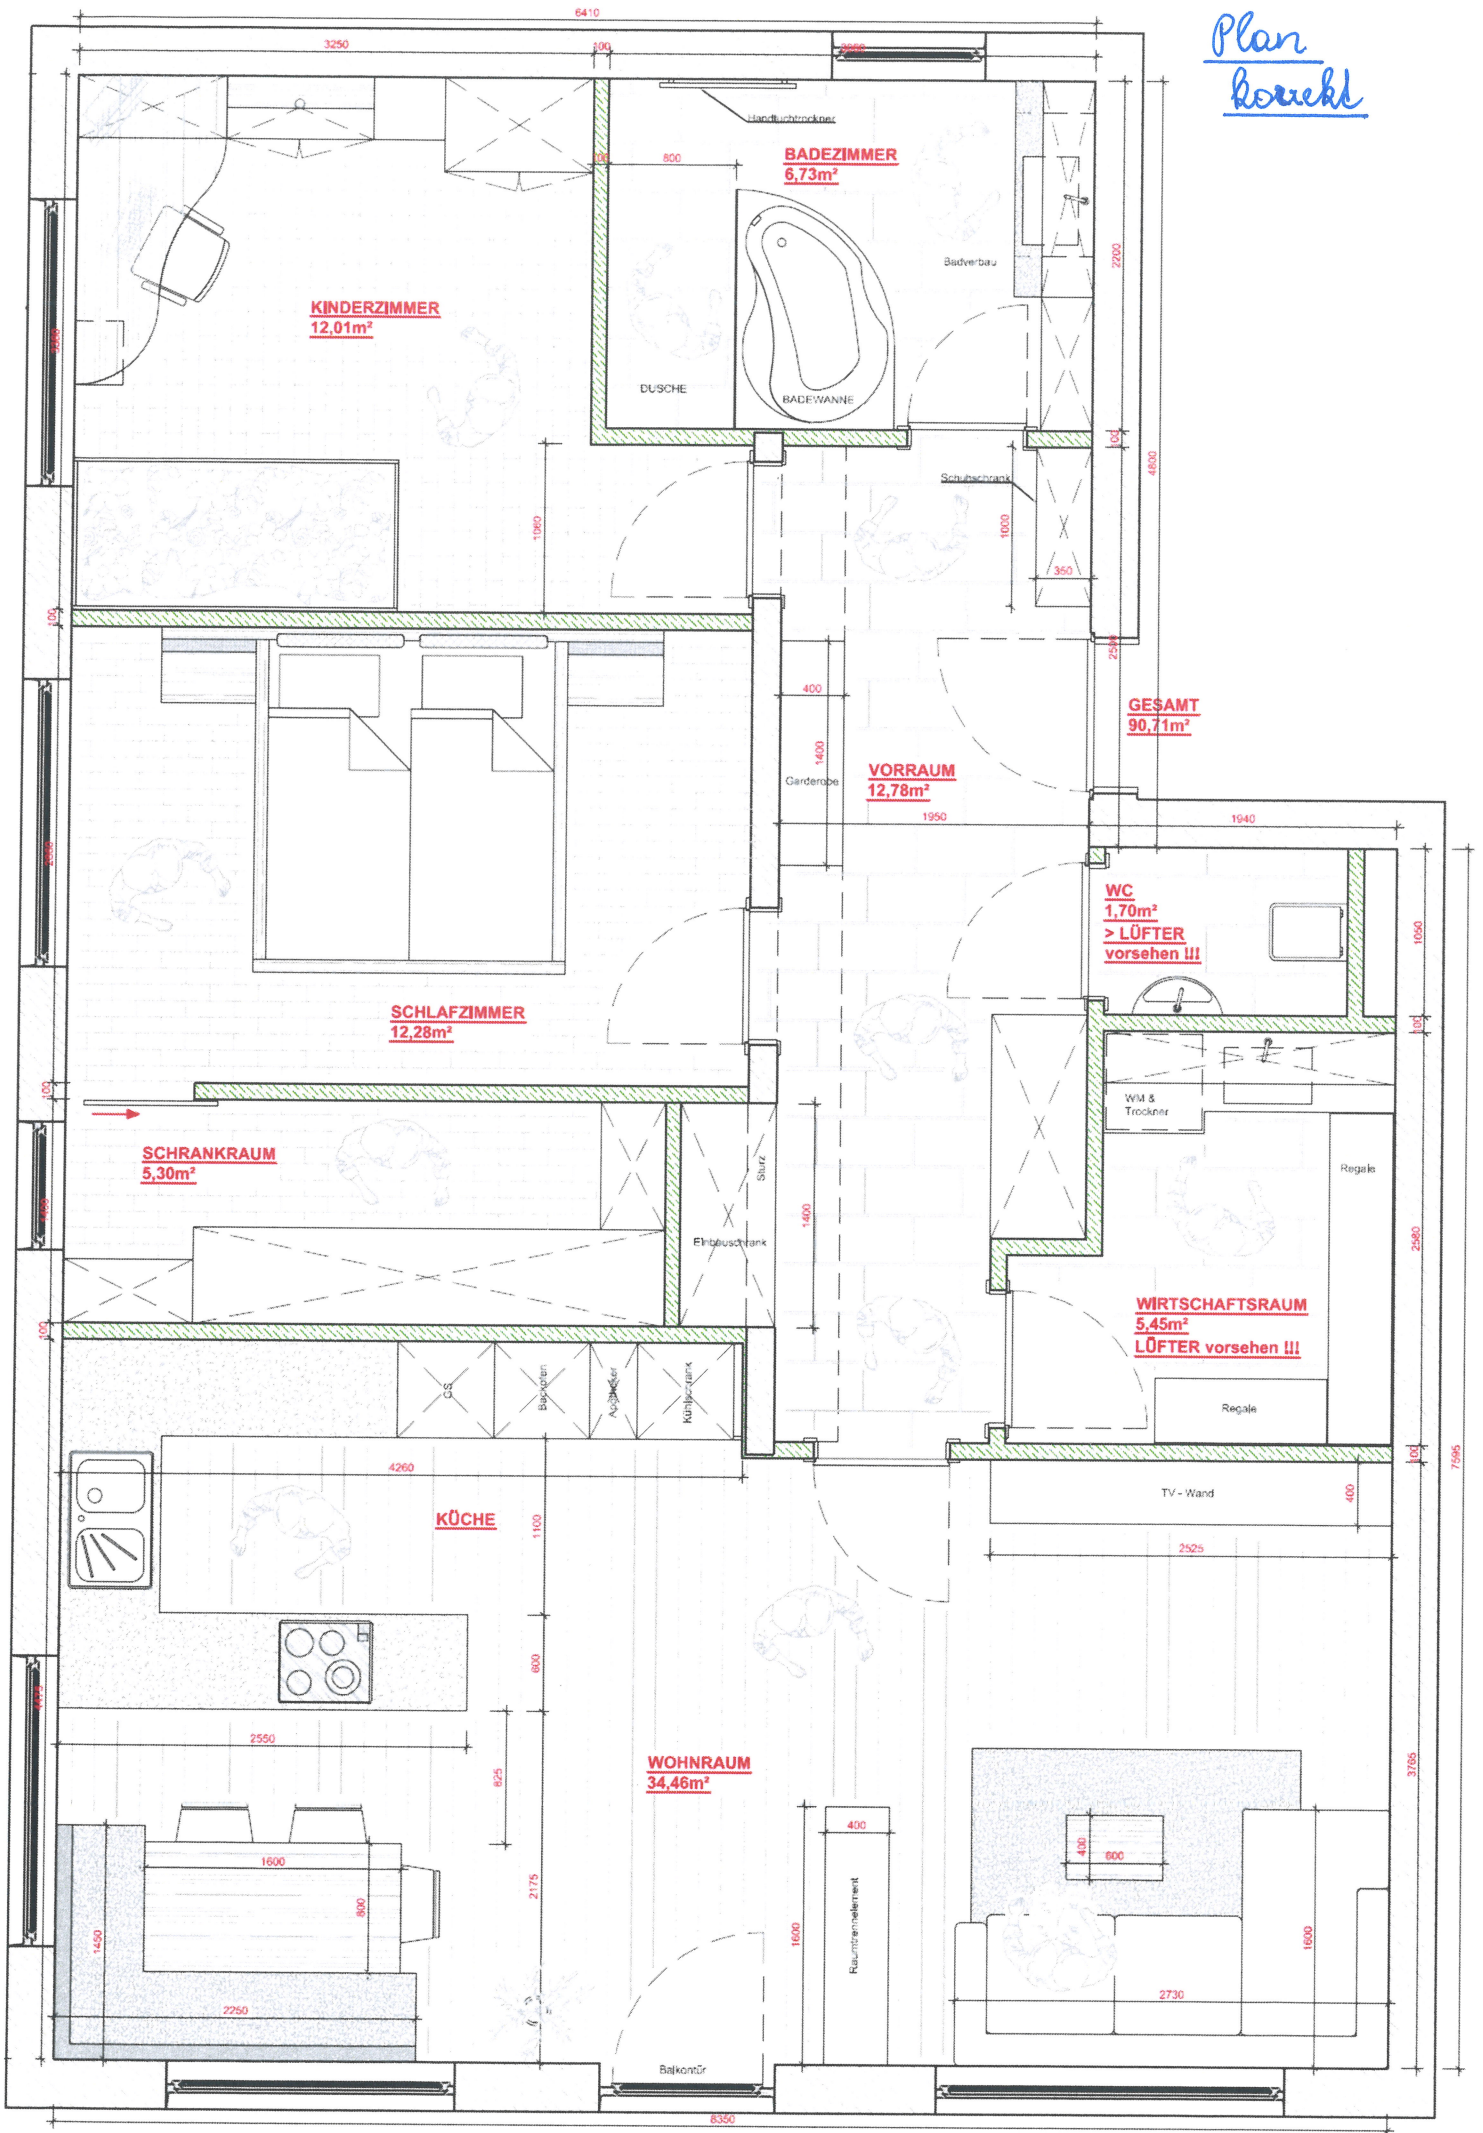 6410
Plan
korrekt
3250
100
Handtuchtrockner
100
800
BADEZIMMER
6,73m²
KINDERZIMMER
12,01m²
Badverbau
2200
DUSCHE
BADEWANNE
100
4800
1060
Schuhschrank
1000
350
100
2500
400
1400
Garderobe
GESAMT
90,71m²
VORRAUM
12,78m²
1950
1940
WC
1,70m²
> LÜFTER
vorsehen !!!
1050
SCHLAFZIMMER
12,28m²
100
100
WM &
Trockner
Regale
SCHRANKRAUM
5,30m²
Sturz
1400
Einbauschrank
2580
WIRTSCHAFTSRAUM
5,45m²
LÜFTER vorsehen !!!
100
GS
Backofen
Apotheker
Kühlschrank
Regale
100
7595
4260
KÜCHE
1100
TV - Wand
400
2525
600
2550
825
WOHNRAUM
34,46m²
3765
400
400
600
1600
800
2175
1450
1600
Raumtrennelement
1600
2250
2730
Balkontür
8350